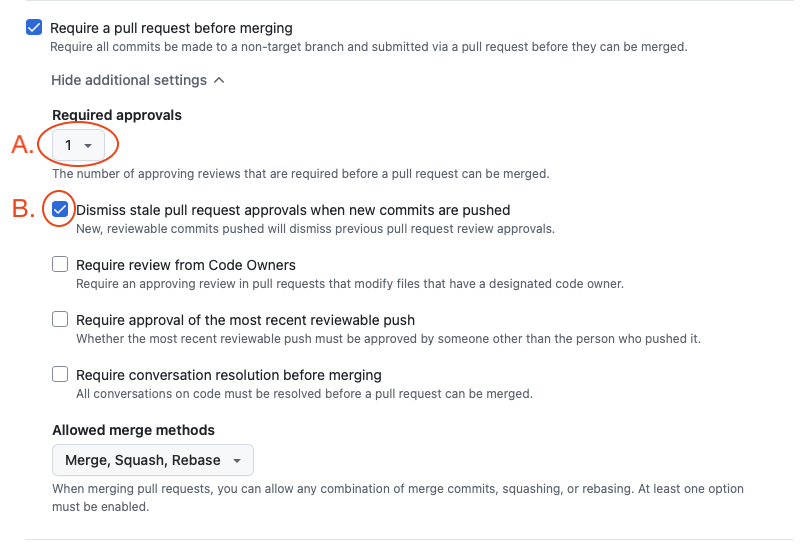 Require a pull request before merging
Require all commits be made to a non-target branch and submitted via a pull request before they can be merged.
Hide additional settings
Required approvals
A. 1
The number of approving reviews that are required before a pull request can be merged.
B. Dismiss stale pull request approvals when new commits are pushed
New, reviewable commits pushed will dismiss previous pull request review approvals.
Require review from Code Owners
Require an approving review in pull requests that modify files that have a designated code owner.
Require approval of the most recent reviewable push
Whether the most recent reviewable push must be approved by someone other than the person who pushed it.
Require conversation resolution before merging
All conversations on code must be resolved before a pull request can be merged.
Allowed merge methods
Merge, Squash, Rebase
When merging pull requests, you can allow any combination of merge commits, squashing, or rebasing. At least one option
must be enabled.